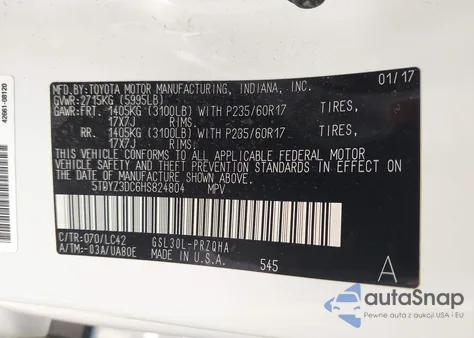 MFD.BY: TOYOTA MOTOR MANUFACTURING, INDIANA, INC. 01/17
GVWR: 2715KG (5995LB)
GAWR: FRT. 1405KG (3100LB) WITH P235/60R17 TIRES,
17X7J RIMS.
RR. 1405KG (3100LB) WITH P235/60R17 TIRES,
17X7J RIMS.
THIS VEHICLE CONFORMS TO ALL APPLICABLE FEDERAL MOTOR
VEHICLE SAFETY AND THEFT PREVENTION STANDARDS IN EFFECT
ON THE DATE OF MANUFACTURE SHOWN ABOVE.
5TDYZ3DC6HS824804 MPV
C/TR: 070/LC42 GSL30L-PRZQHA
A/TM: -03A/UA80E MADE IN U.S.A. 545 A
42661-08120
autoSnap
Pewne auta z aukcji USA i EU